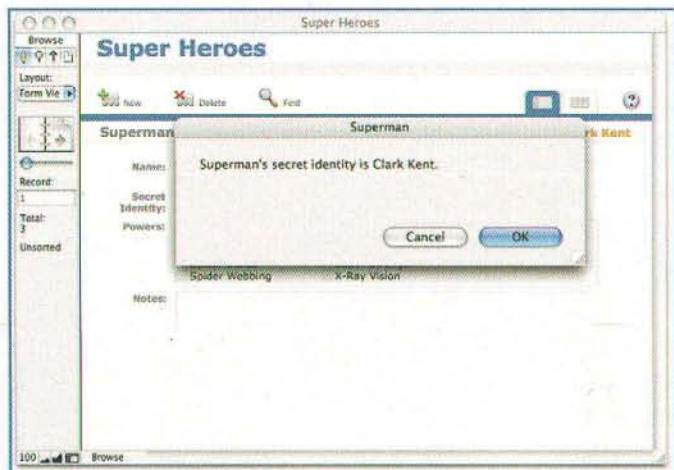 Super Heroes
Browse
Super Heroes
Layout:
Form Vie
New Delete Find
Superman rk Kent
Superman
Superman's secret identity is Clark Kent.
Name:
Record:
1
Secret
Identity:
Total:
3
Powers:
Unsorted
Cancel OK
Spider Webbing X-Ray Vision
Notes:
100 Browse